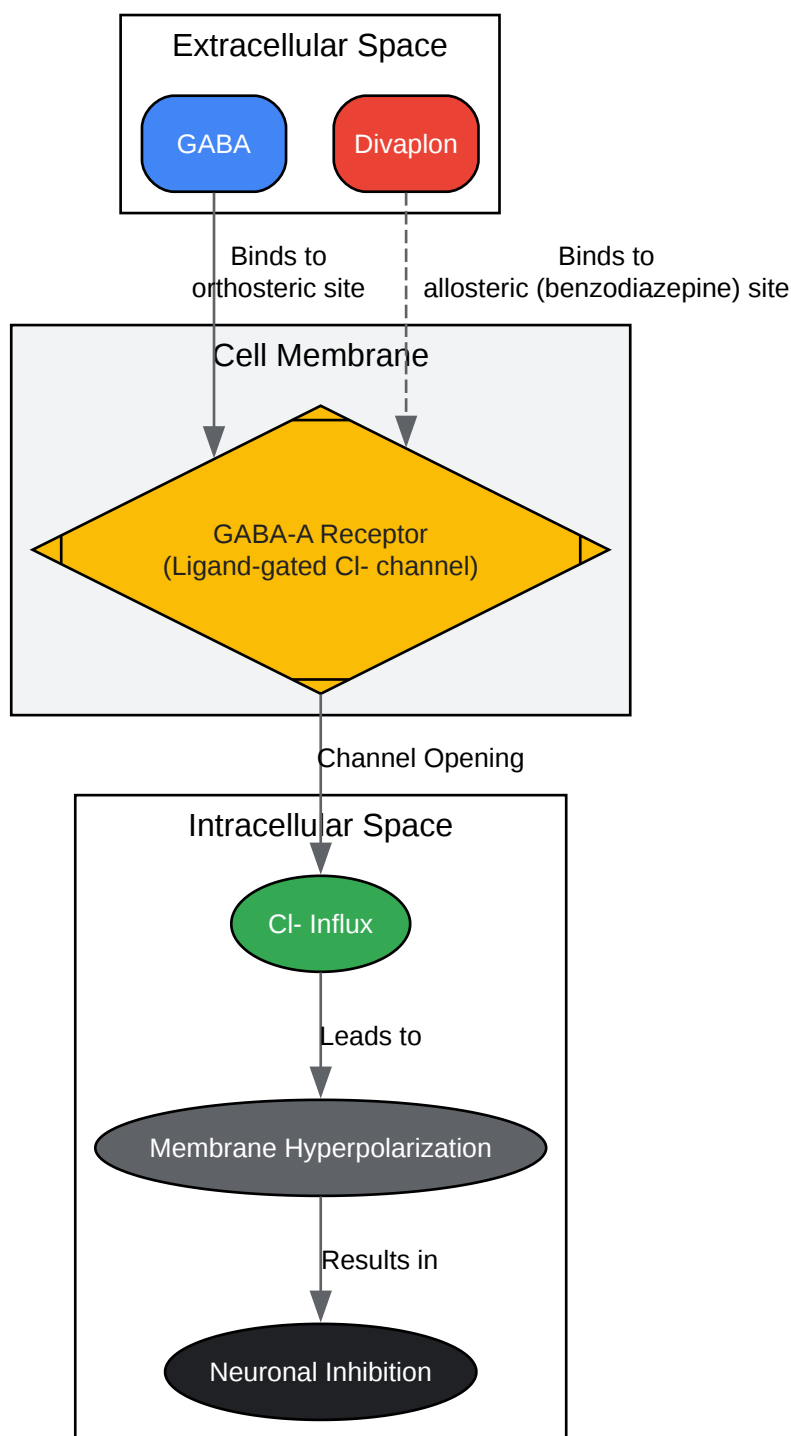 Extracellular Space
GABA
Divaplon
Binds to
orthosteric site
Binds to
allosteric (benzodiazepine) site
Cell Membrane
GABA-A Receptor
(Ligand-gated Cl- channel)
Channel Opening
Intracellular Space
Cl- Influx
Leads to
Membrane Hyperpolarization
Results in
Neuronal Inhibition